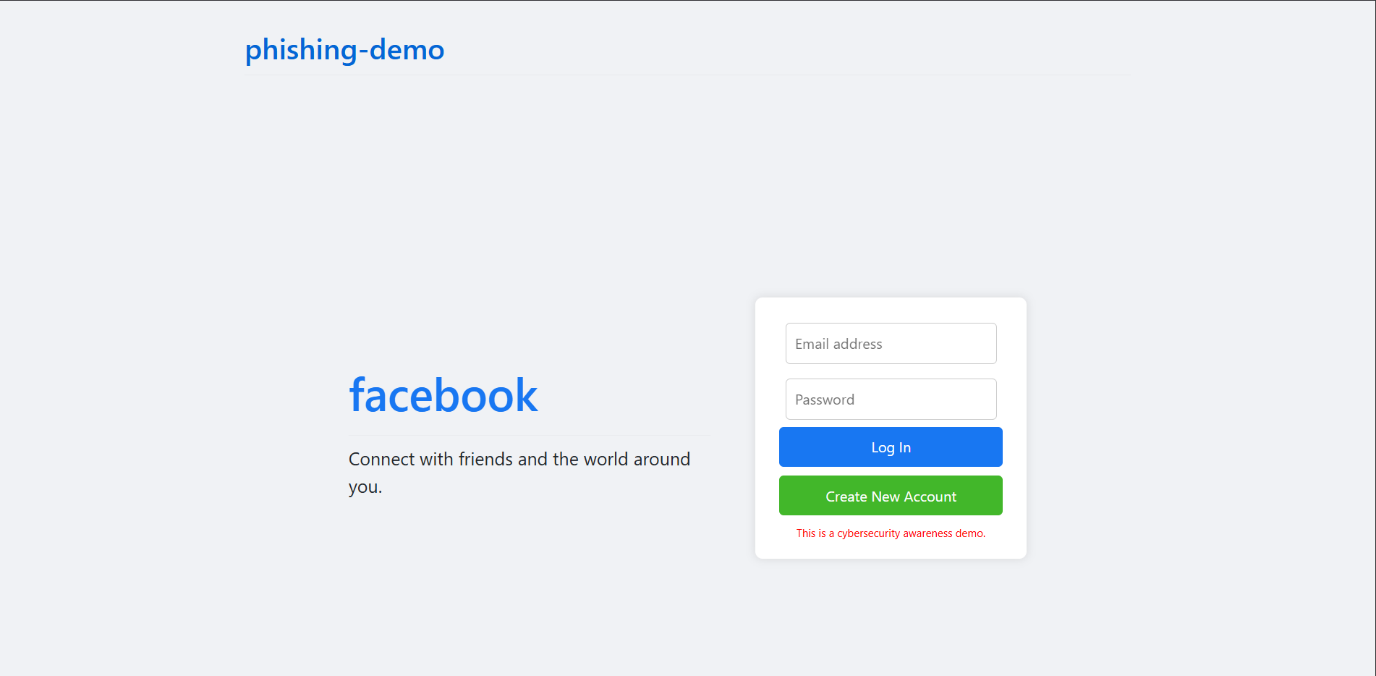 phishing-demo
facebook
Connect with friends and the world around
you.
Email address
Password
Log In
Create New Account
This is a cybersecurity awareness demo.